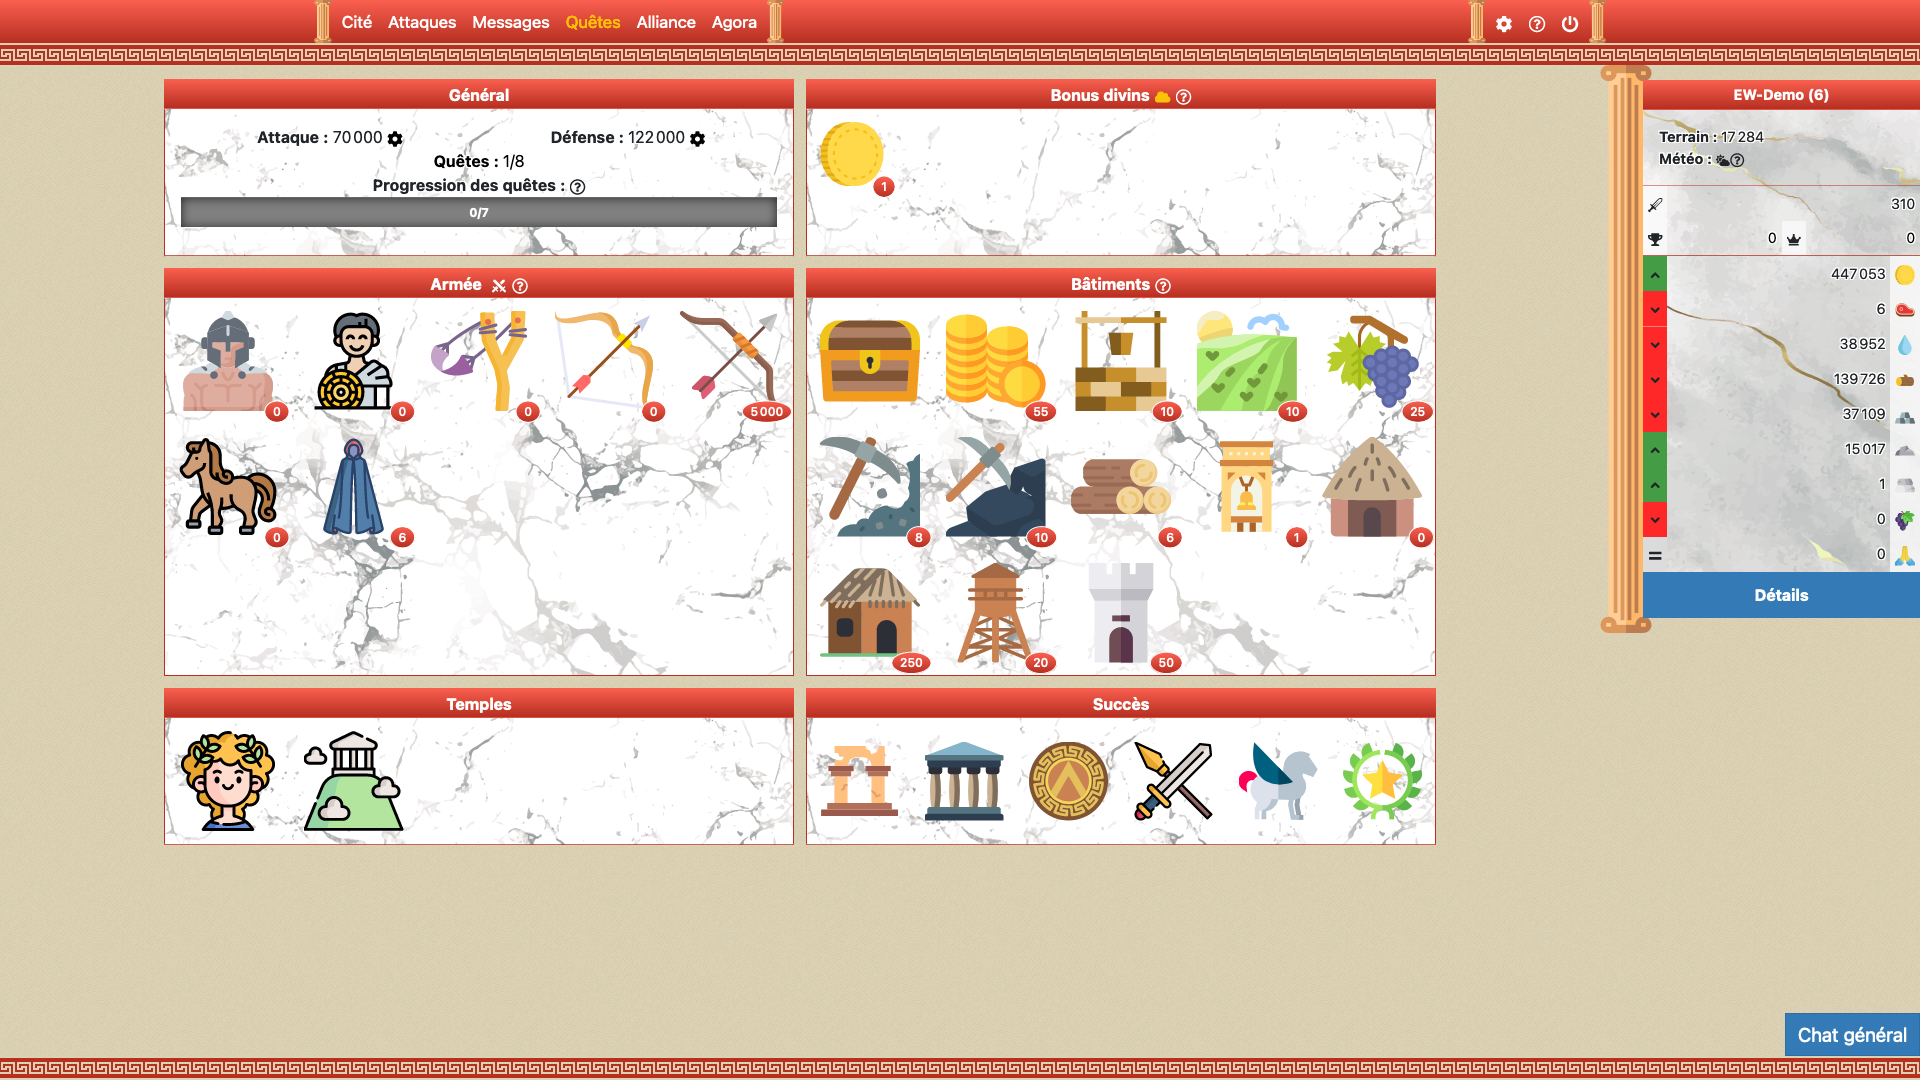 Cité Attaques Messages Quêtes Alliance Agora
Général
Attaque : 70 000 Défense : 122 000
Quêtes : 1/8
Progression des quêtes :
0/7
Bonus divins
1
Armée
0 0 0 0 5 000
0 6
Bâtiments
55 10 10 25
8 10 6 1 0
250 20 50
Temples
Succès
EW-Demo (6)
Terrain : 17 284
Météo :
310
0 0
447 053
6
38 952
139 726
37 109
15 017
1
0
0
Détails
Chat général